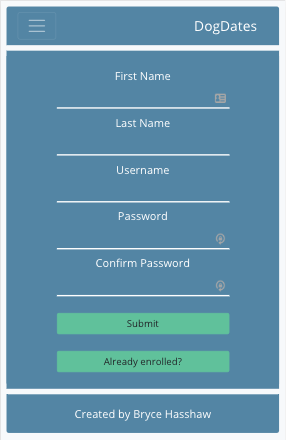 DogDates
First Name
Last Name
Username
Password
Confirm Password
Submit
Already enrolled?
Created by Bryce Hasshaw